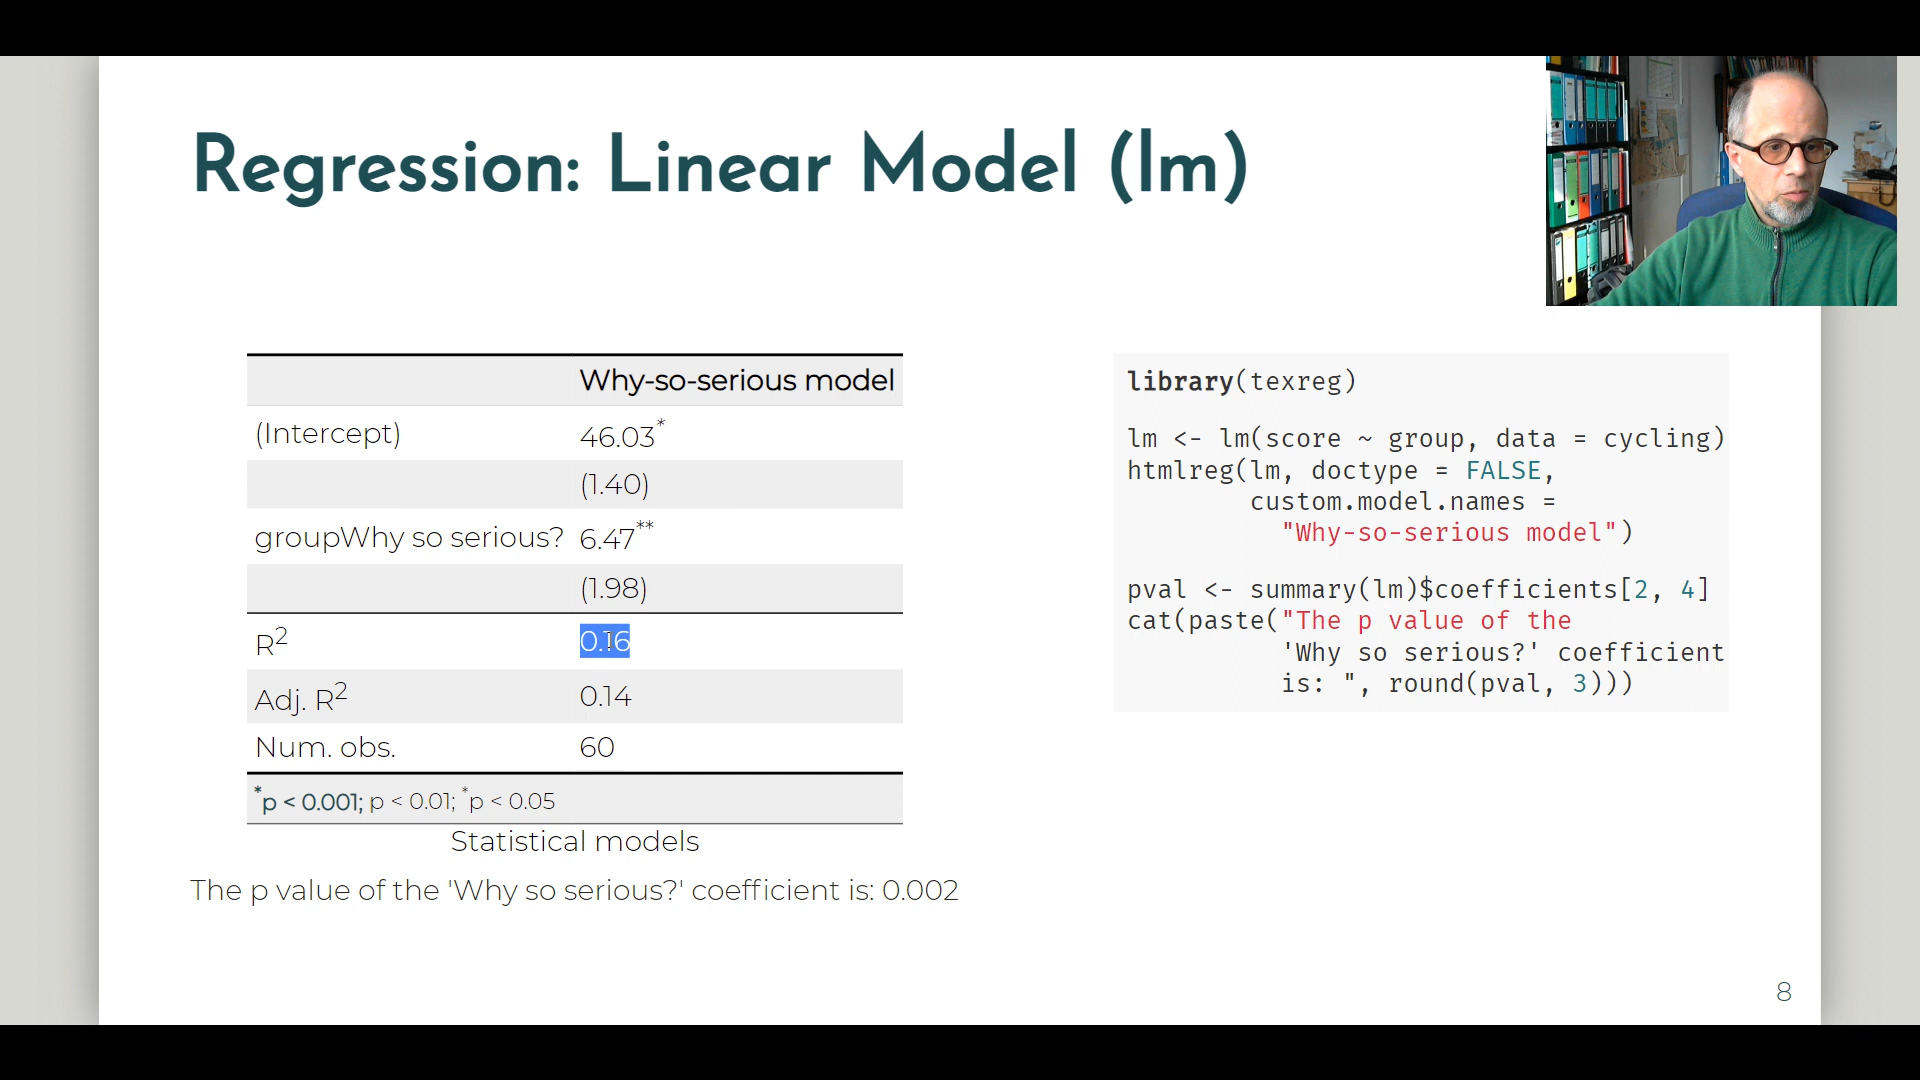 Regression: Linear Model (lm)
Why-so-serious model
(Intercept) 46.03*
(1.40)
groupWhy so serious? 6.47**
(1.98)
R2 0.16
Adj. R2 0.14
Num. obs. 60
*p < 0.001; p < 0.01; *p < 0.05
Statistical models
The p value of the 'Why so serious?' coefficient is: 0.002
library(texreg)
lm <- lm(score ~ group, data = cycling)
htmlreg(lm, doctype = FALSE,
custom.model.names =
"Why-so-serious model")
pval <- summary(lm)$coefficients[2, 4]
cat(paste("The p value of the
'Why so serious?' coefficient
is: ", round(pval, 3)))
8